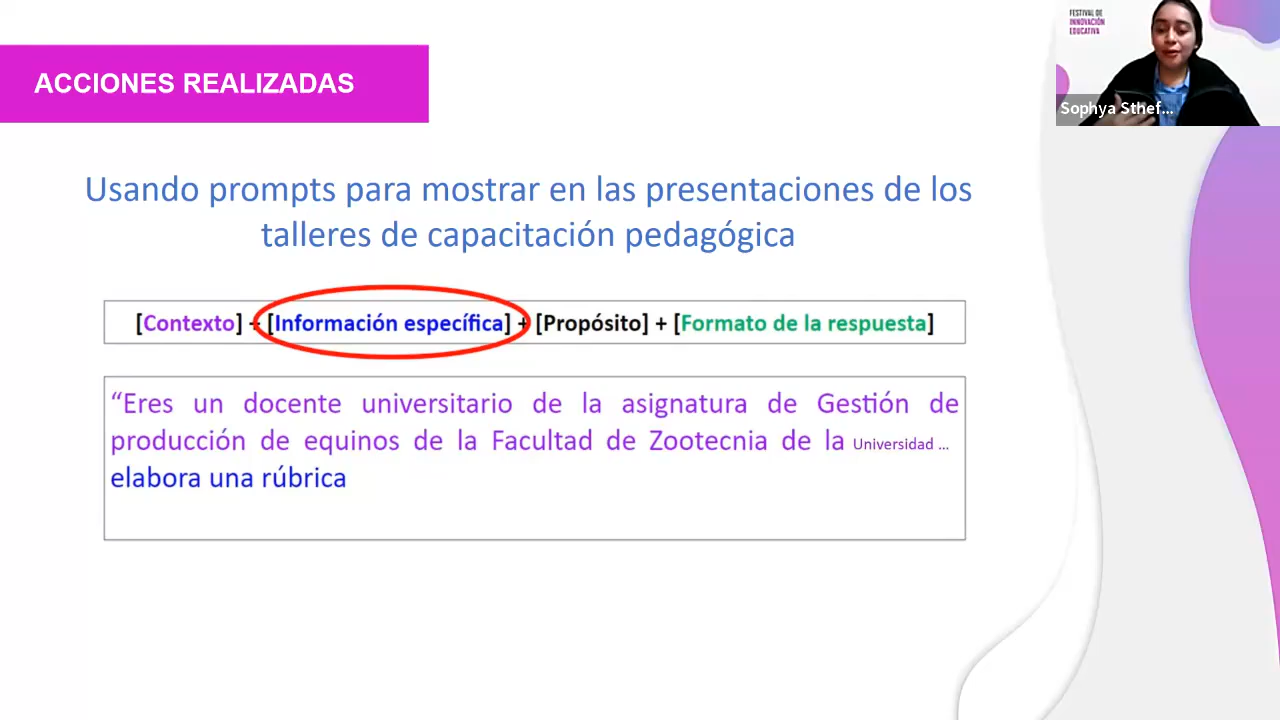 FESTIVAL DE
INNOVACIÓN
EDUCATIVA
Sophya Sthef...
ACCIONES REALIZADAS
Usando prompts para mostrar en las presentaciones de los
talleres de capacitación pedagógica
[Contexto] + [Información específica] + [Propósito] + [Formato de la respuesta]
“Eres un docente universitario de la asignatura de Gestión de
producción de equinos de la Facultad de Zootecnia de la Universidad ...
elabora una rúbrica